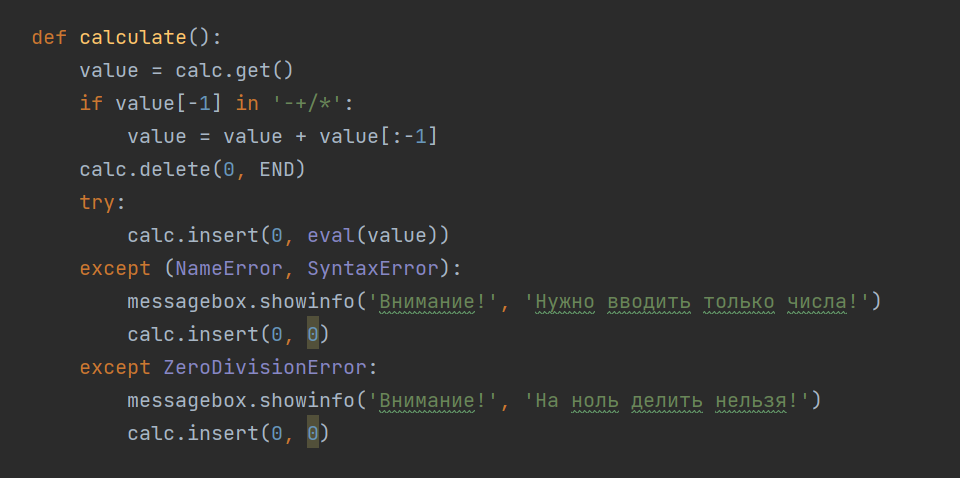 def calculate():
    value = calc.get()
    if value[-1] in '-+/*':
        value = value + value[:-1]
    calc.delete(0, END)
    try:
        calc.insert(0, eval(value))
    except (NameError, SyntaxError):
        messagebox.showinfo('Внимание!', 'Нужно вводить только числа!')
        calc.insert(0, 0)
    except ZeroDivisionError:
        messagebox.showinfo('Внимание!', 'На ноль делить нельзя!')
        calc.insert(0, 0)